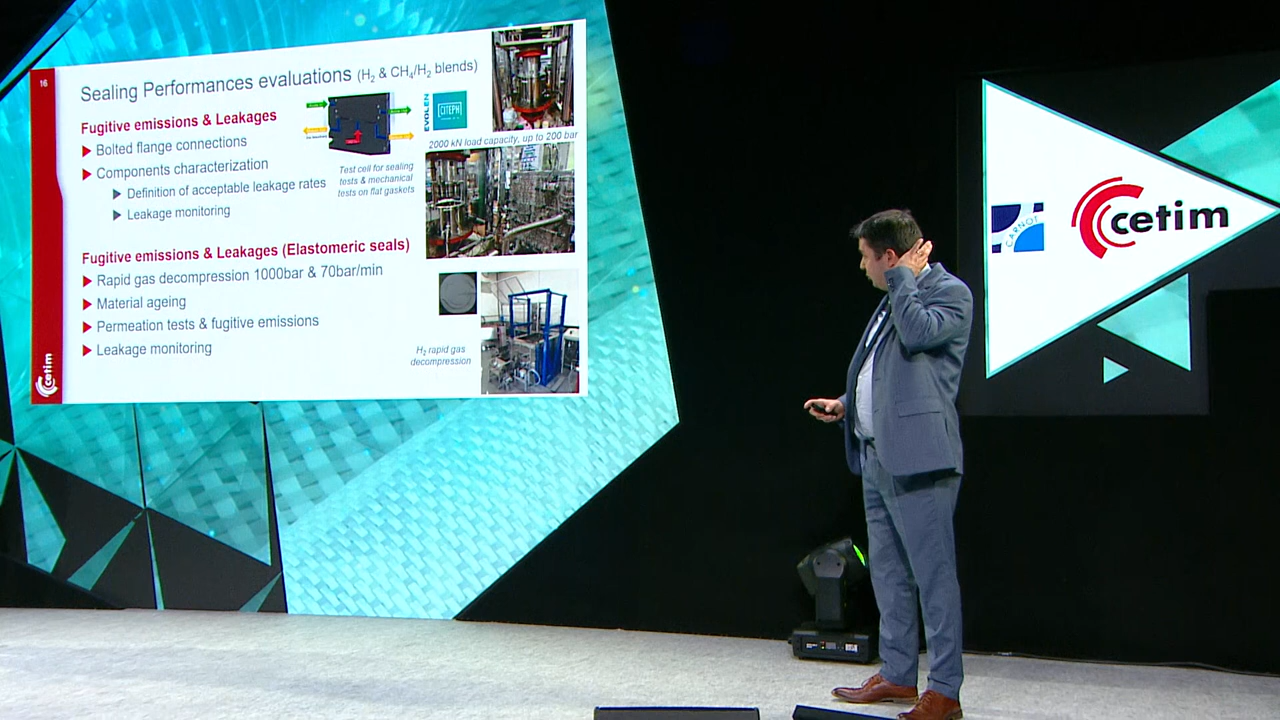 16
Sealing Performances evaluations (H₂ & CH₄/H₂ blends)
Fugitive emissions & Leakages
Bolted flange connections
Components characterization
Definition of acceptable leakage rates
Leakage monitoring
EVOLEN
CITEPH
2000 kN load capacity, up to 200 bar
Test cell for sealing
tests & mechanical
tests on flat gaskets
Fugitive emissions & Leakages (Elastomeric seals)
Rapid gas decompression 1000bar & 70bar/min
Material ageing
Permeation tests & fugitive emissions
Leakage monitoring
H₂ rapid gas
decompression
cetim
CARNOT
cetim